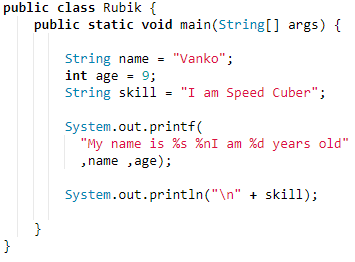 public class Rubik {
public static void main(String[] args) {
String name = "Vanko";
int age = 9;
String skill = "I am Speed Cuber";
System.out.printf(
"My name is %s %nI am %d years old"
,name ,age);
System.out.println("\n" + skill);
}
}